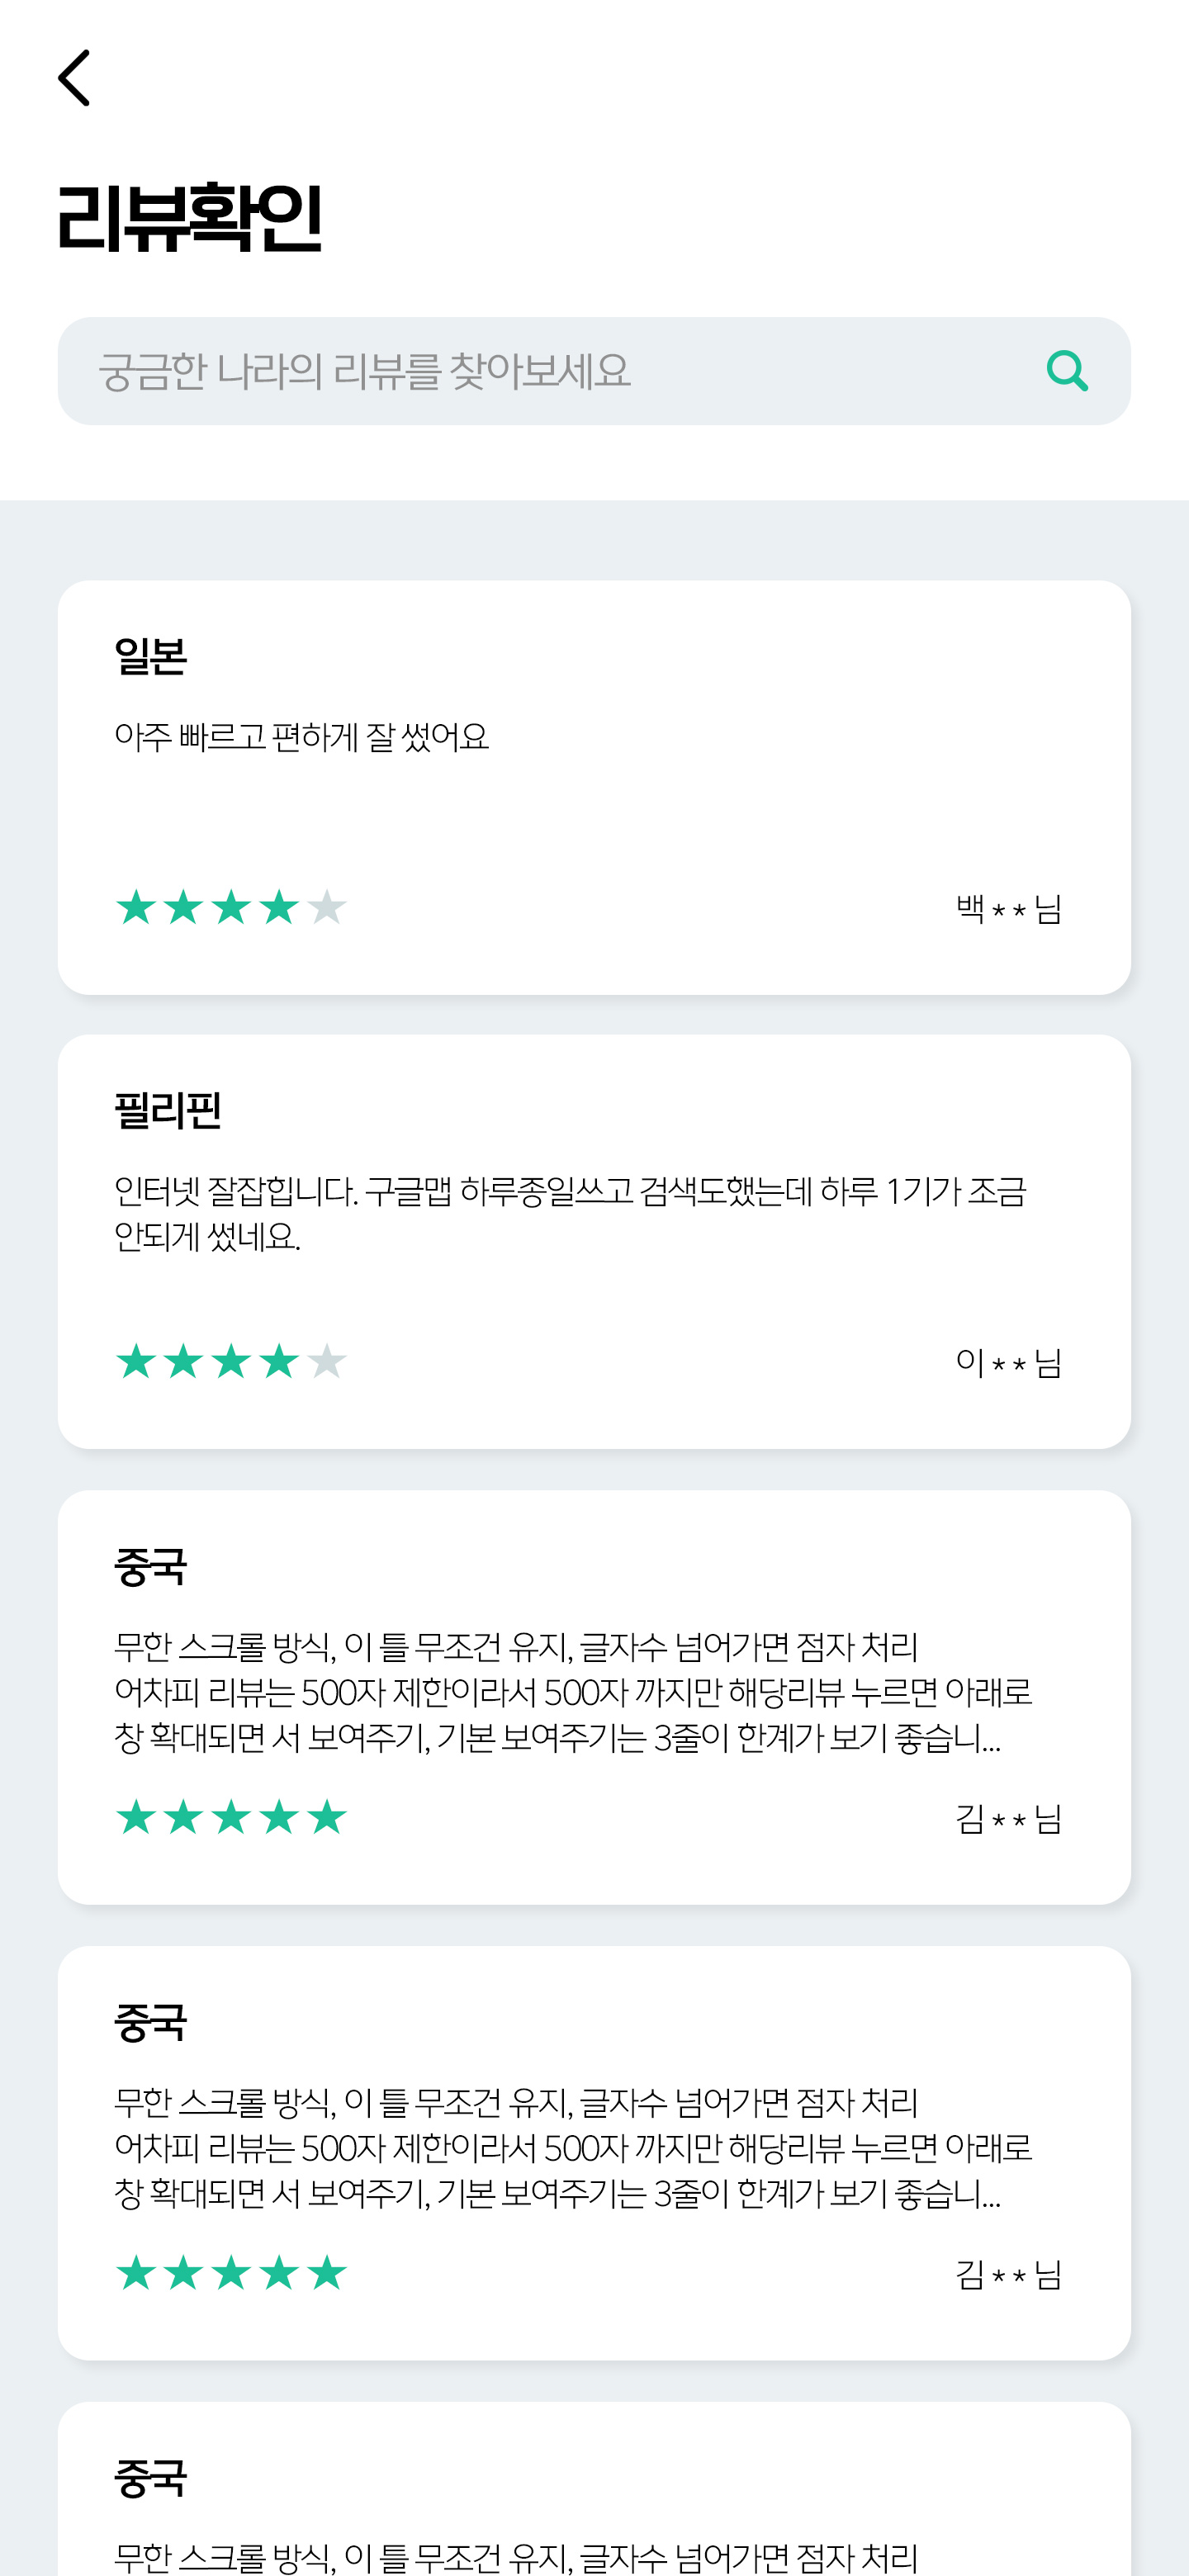 리뷰확인
궁금한 나라의 리뷰를 찾아보세요
일본
아주 빠르고 편하게 잘 썼어요
백**님
필리핀
인터넷 잘잡힙니다. 구글맵 하루종일쓰고 검색도했는데 하루 1기가 조금
안되게 썼네요.
이**님
중국
무한 스크롤 방식, 이 틀 무조건 유지, 글자수 넘어가면 점자 처리
어차피 리뷰는 500자 제한이라서 500자 까지만 해당리뷰 누르면 아래로
창 확대되면 서 보여주기, 기본 보여주기는 3줄이 한계가 보기 좋습니...
김**님
중국
무한 스크롤 방식, 이 틀 무조건 유지, 글자수 넘어가면 점자 처리
어차피 리뷰는 500자 제한이라서 500자 까지만 해당리뷰 누르면 아래로
창 확대되면 서 보여주기, 기본 보여주기는 3줄이 한계가 보기 좋습니...
김**님
중국
무한 스크롤 방식, 이 틀 무조건 유지, 글자수 넘어가면 점자 처리